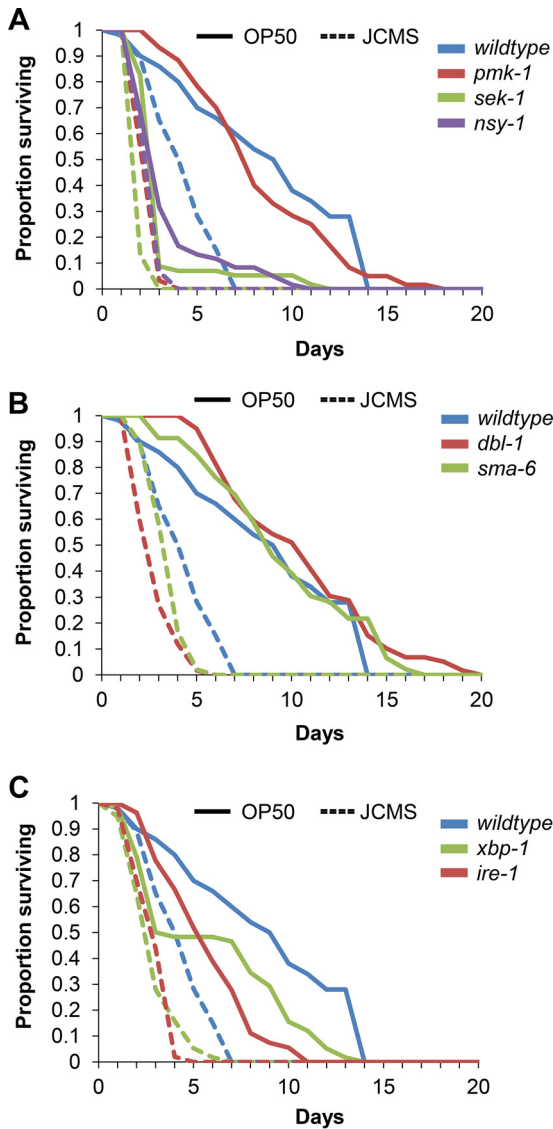 A
OP50 JCMS
wildtype
pmk-1
sek-1
nsy-1
Proportion surviving
1
0.9
0.8
0.7
0.6
0.5
0.4
0.3
0.2
0.1
0
0 5 10 15 20
Days
B
OP50 JCMS
wildtype
dbl-1
sma-6
Proportion surviving
1
0.9
0.8
0.7
0.6
0.5
0.4
0.3
0.2
0.1
0
0 5 10 15 20
Days
C
OP50 JCMS
wildtype
xbp-1
ire-1
Proportion surviving
1
0.9
0.8
0.7
0.6
0.5
0.4
0.3
0.2
0.1
0
0 5 10 15 20
Days